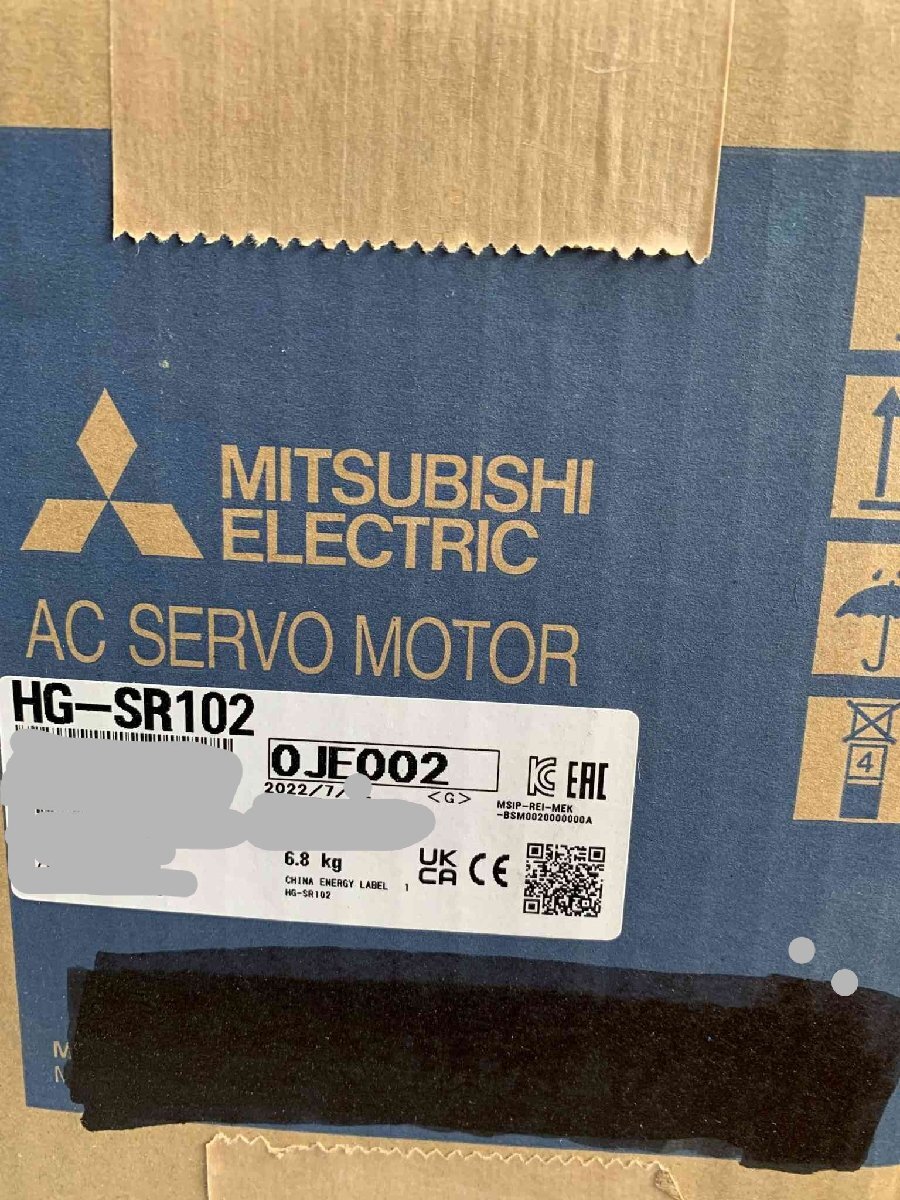 MITSUBISHI
ELECTRIC
AC SERVO MOTOR
HG-SR102
0JE002
2022/7/
<G>
MSIP-REI-MEK
-BSM0020000000A
EAC
6.8 kg
UK
CA
CE
CHINA ENERGY LABEL 1
HG-SR102
4